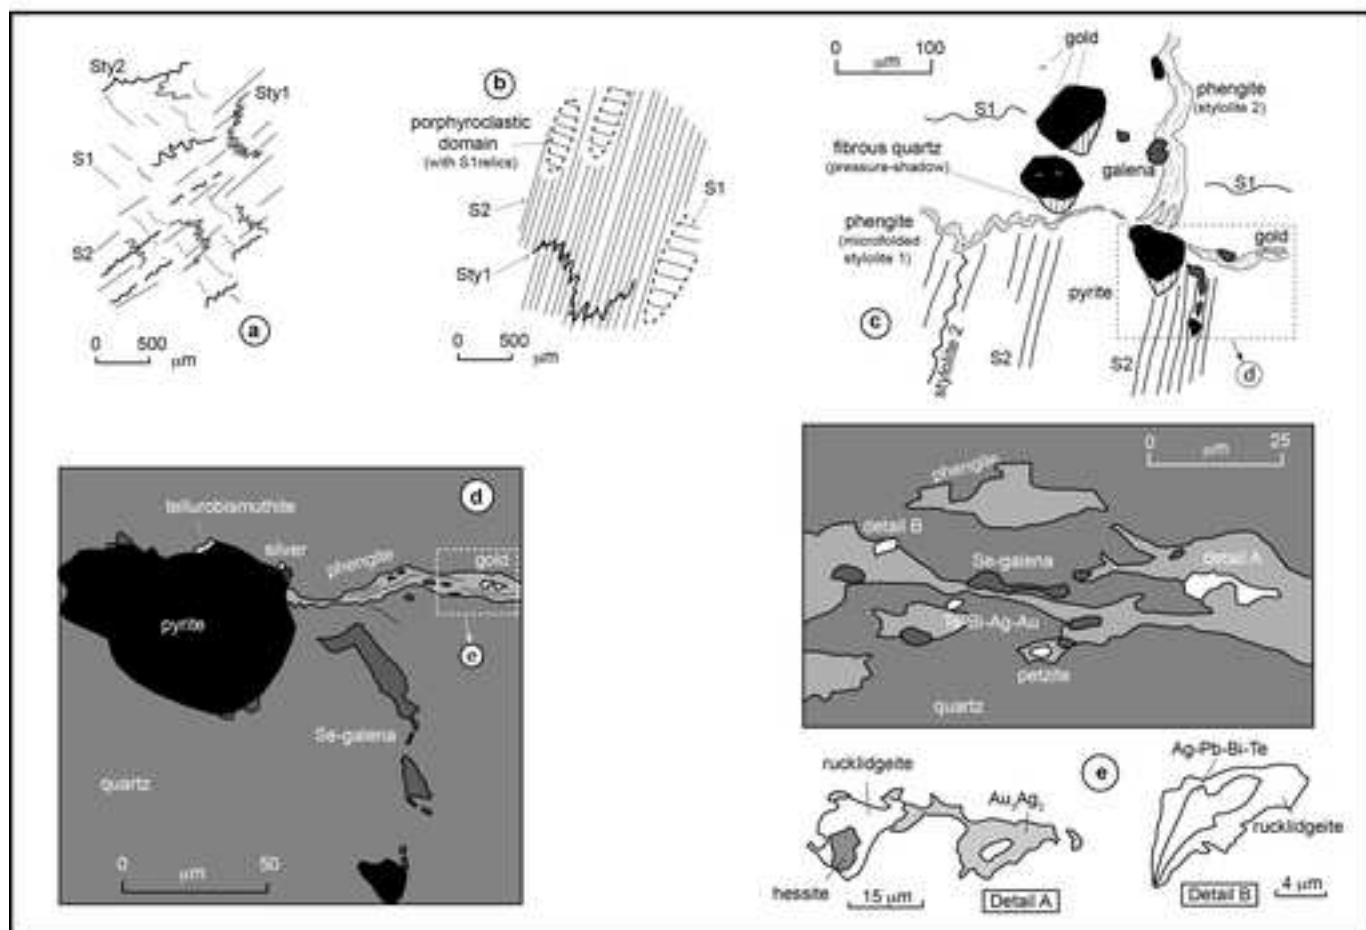 Sty2
Sty1
S1
S2
0 500
μm
a
b
porphyroclastic
domain
(with S1relics)
S2
S1
Sty1
0 500
μm
0 100
μm
gold
phengite
(stylolite 2)
S1
fibrous quartz
(pressure-shadow)
galena
S1
phengite
(microfolded
stylolite 1)
gold
pyrite
c
stylolite 2
S2
S2
d
d
tellurobismuthite
silver
phengite
gold
pyrite
e
Se-galena
quartz
0 50
μm
0 25
μm
phengite
detail B
Se-galena
detail A
Te-Bi-Ag-Au
petzite
quartz
e
rucklidgeite
hessite
15 μm
Detail A
Ag-Pb-Bi-Te
rucklidgeite
Detail B
4 μm